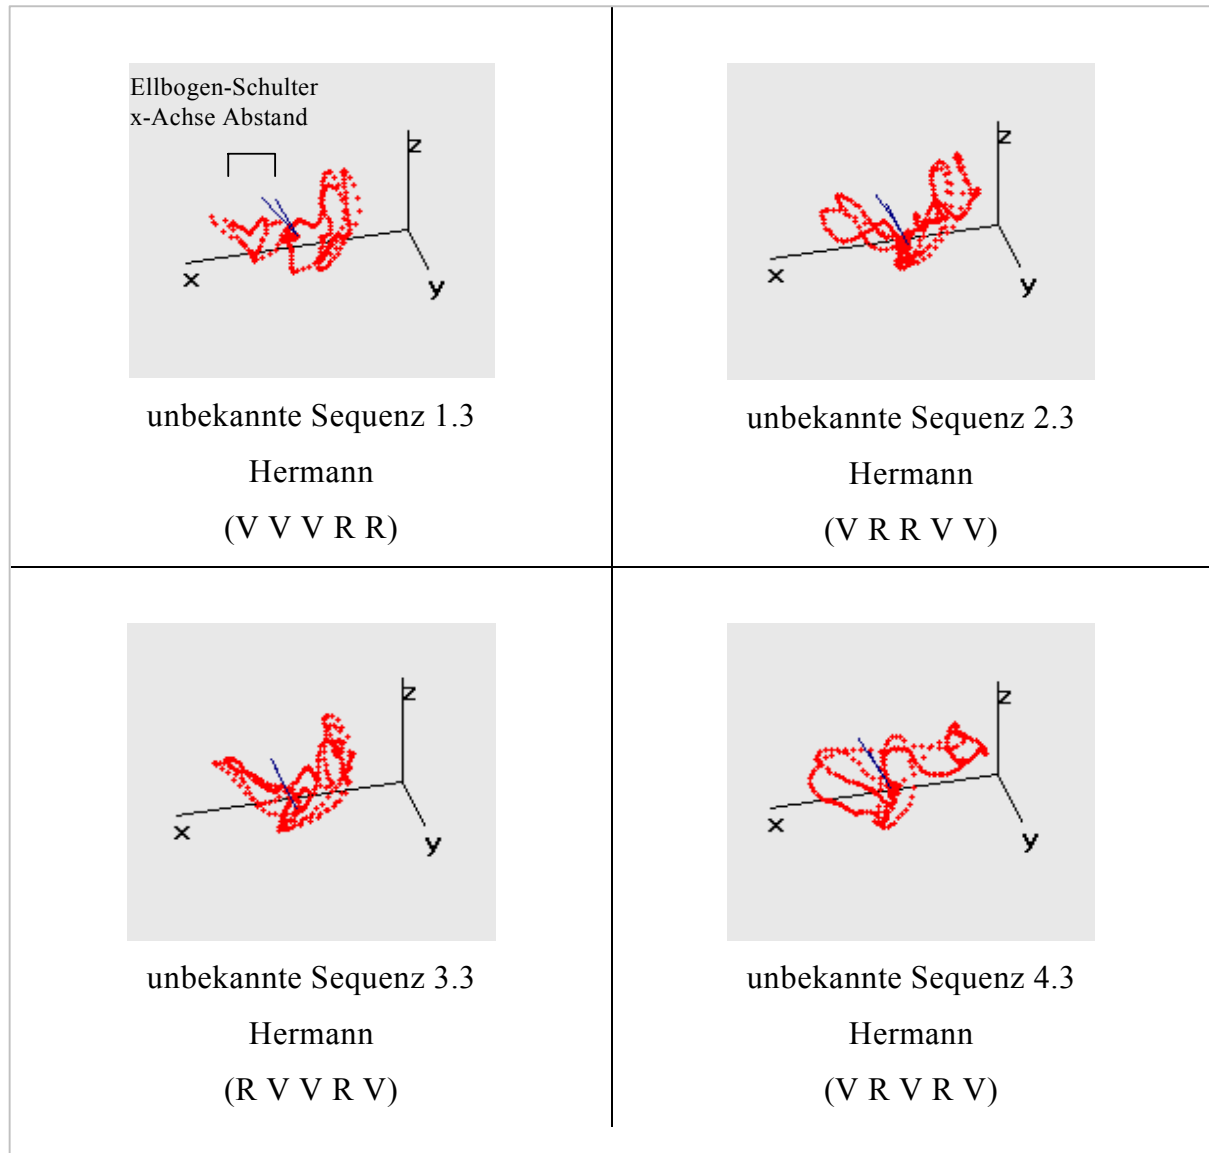 Ellbogen-Schulter
x-Achse Abstand
z
x
y
unbekannte Sequenz 1.3
Hermann
(V V V R R)
z
x
y
unbekannte Sequenz 2.3
Hermann
(V R R V V)
z
x
y
unbekannte Sequenz 3.3
Hermann
(R V V R V)
z
x
y
unbekannte Sequenz 4.3
Hermann
(V R V R V)